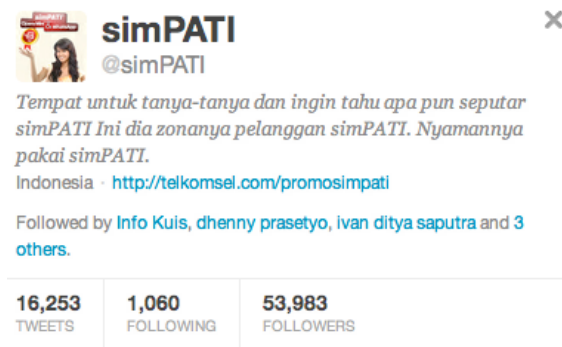 simPATI
simPATI
@simPATI
Tempat untuk tanya-tanya dan ingin tahu apa pun seputar
simPATI Ini dia zonanya pelanggan simPATI. Nyamannya
pakai simPATI.
Indonesia · http://telkomsel.com/promosimpati
Followed by Info Kuis, dhenny prasetyo, ivan ditya saputra and 3
others.
16,253 1,060 53,983
TWEETS FOLLOWING FOLLOWERS